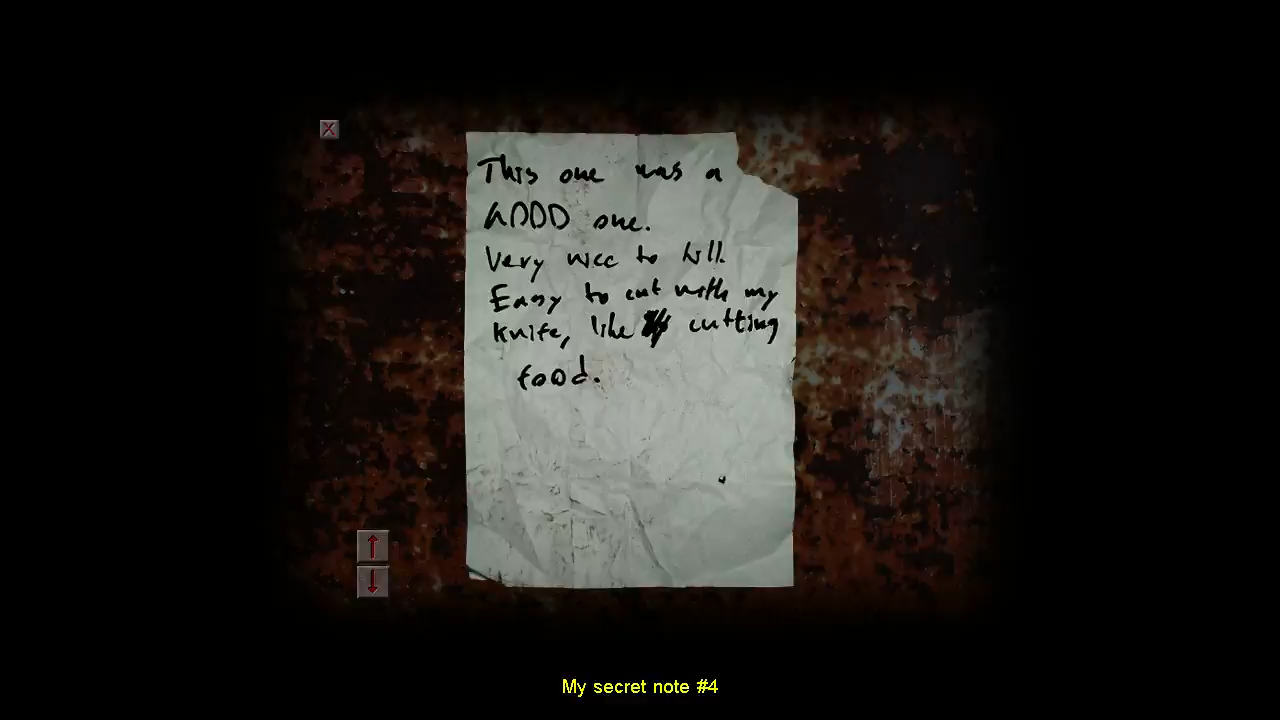 This one was a
GOOD one.
Very nice to kill.
Easy to cut with my
knife, like cutting
food.
My secret note #4